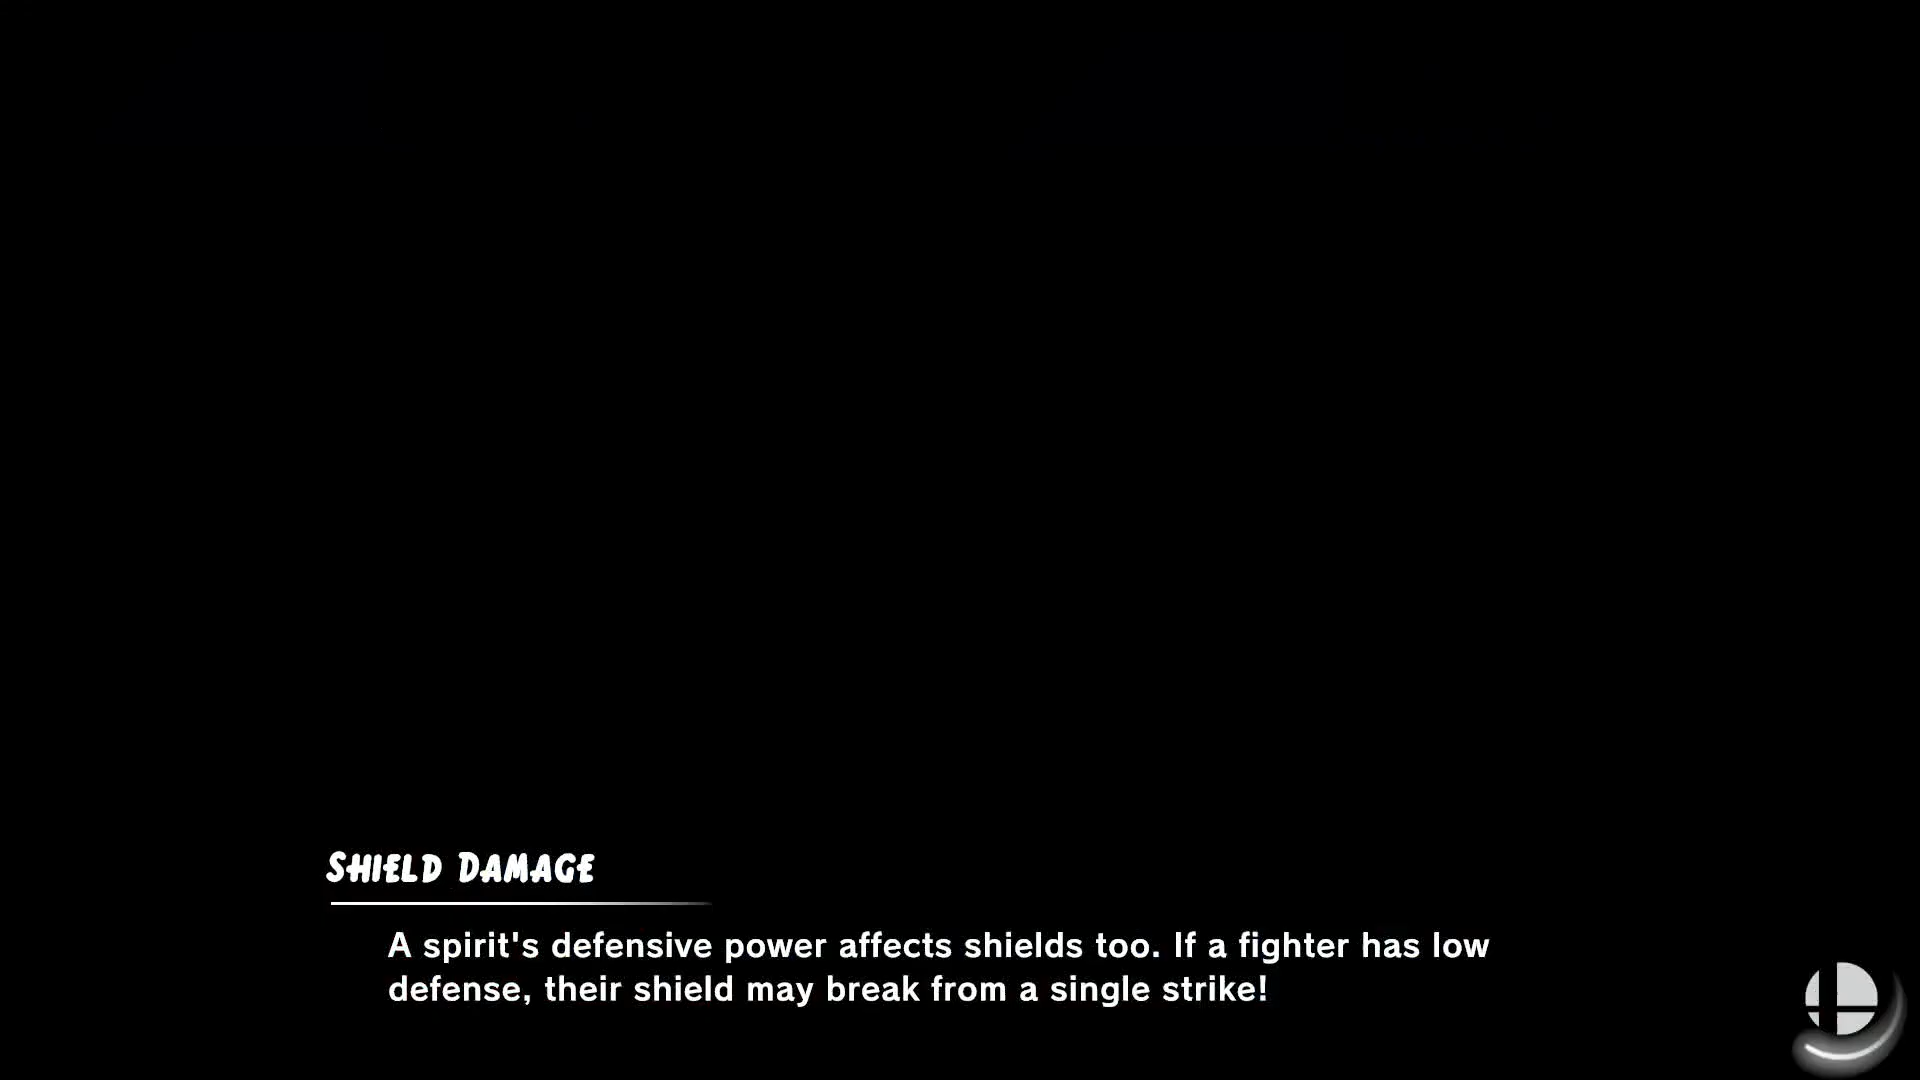 SHIELD DAMAGE
A spirit's defensive power affects shields too. If a fighter has low
defense, their shield may break from a single strike!